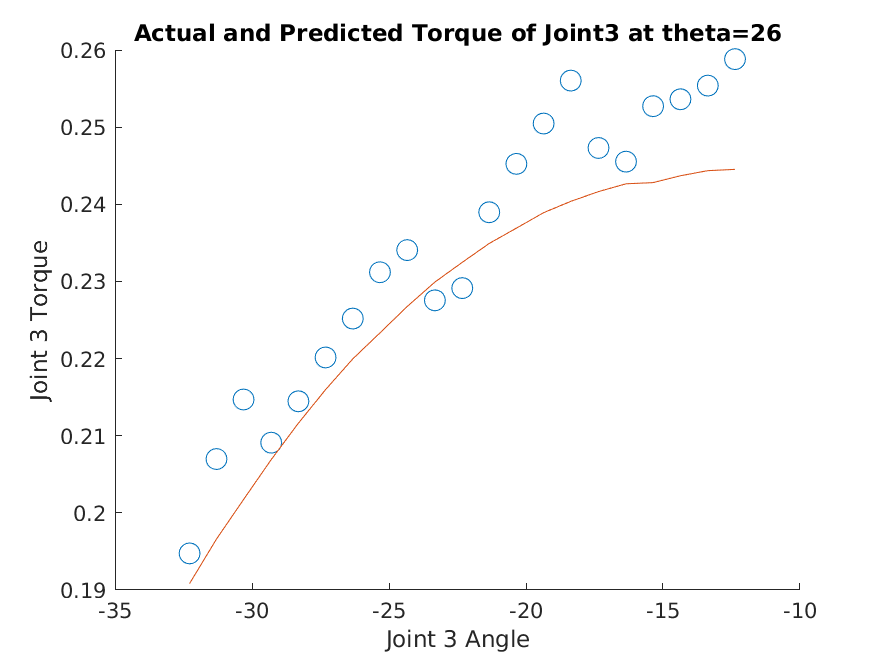 Actual and Predicted Torque of Joint3 at theta=26
0.26
0.25
0.24
0.23
0.22
0.21
0.2
0.19
Joint 3 Torque
-35 -30 -25 -20 -15 -10
Joint 3 Angle